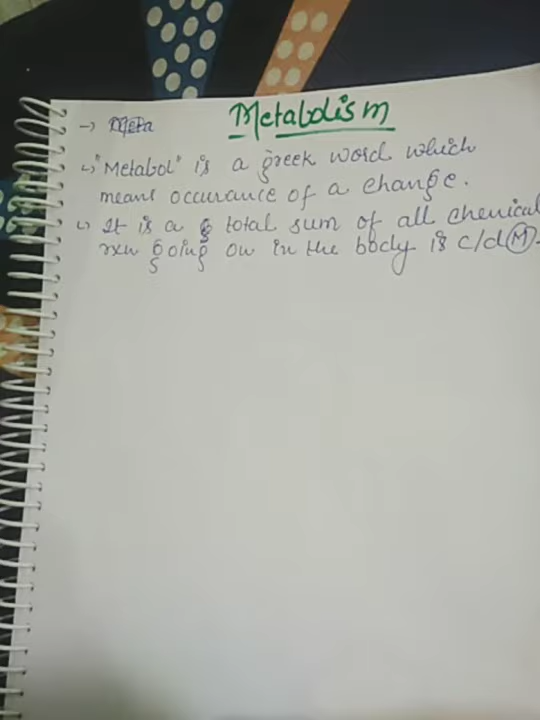 Metabolism
→ Meta
↳ "Metabol" is a greek word which
means occurance of a change.
↳ It is a total sum of all chemical
rxn going on in the body is c/d (M).